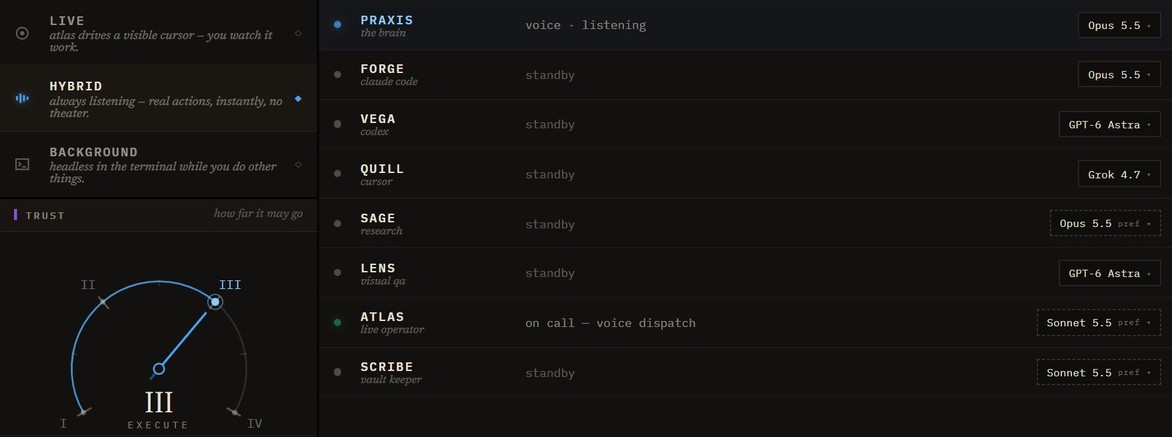 LIVE
atlas drives a visible cursor – you watch it
work.
HYBRID
always listening – real actions, instantly, no
theater.
BACKGROUND
headless in the terminal while you do other
things.
TRUST
how far it may go
II
III
III
EXECUTE
I
IV
PRAXIS
the brain
voice · listening
Opus 5.5
FORGE
claude code
standby
Opus 5.5
VEGA
codex
standby
GPT-6 Astra
QUILL
cursor
standby
Grok 4.7
SAGE
research
standby
Opus 5.5 pref
LENS
visual qa
standby
GPT-6 Astra
ATLAS
live operator
on call — voice dispatch
Sonnet 5.5 pref
SCRIBE
vault keeper
standby
Sonnet 5.5 pref